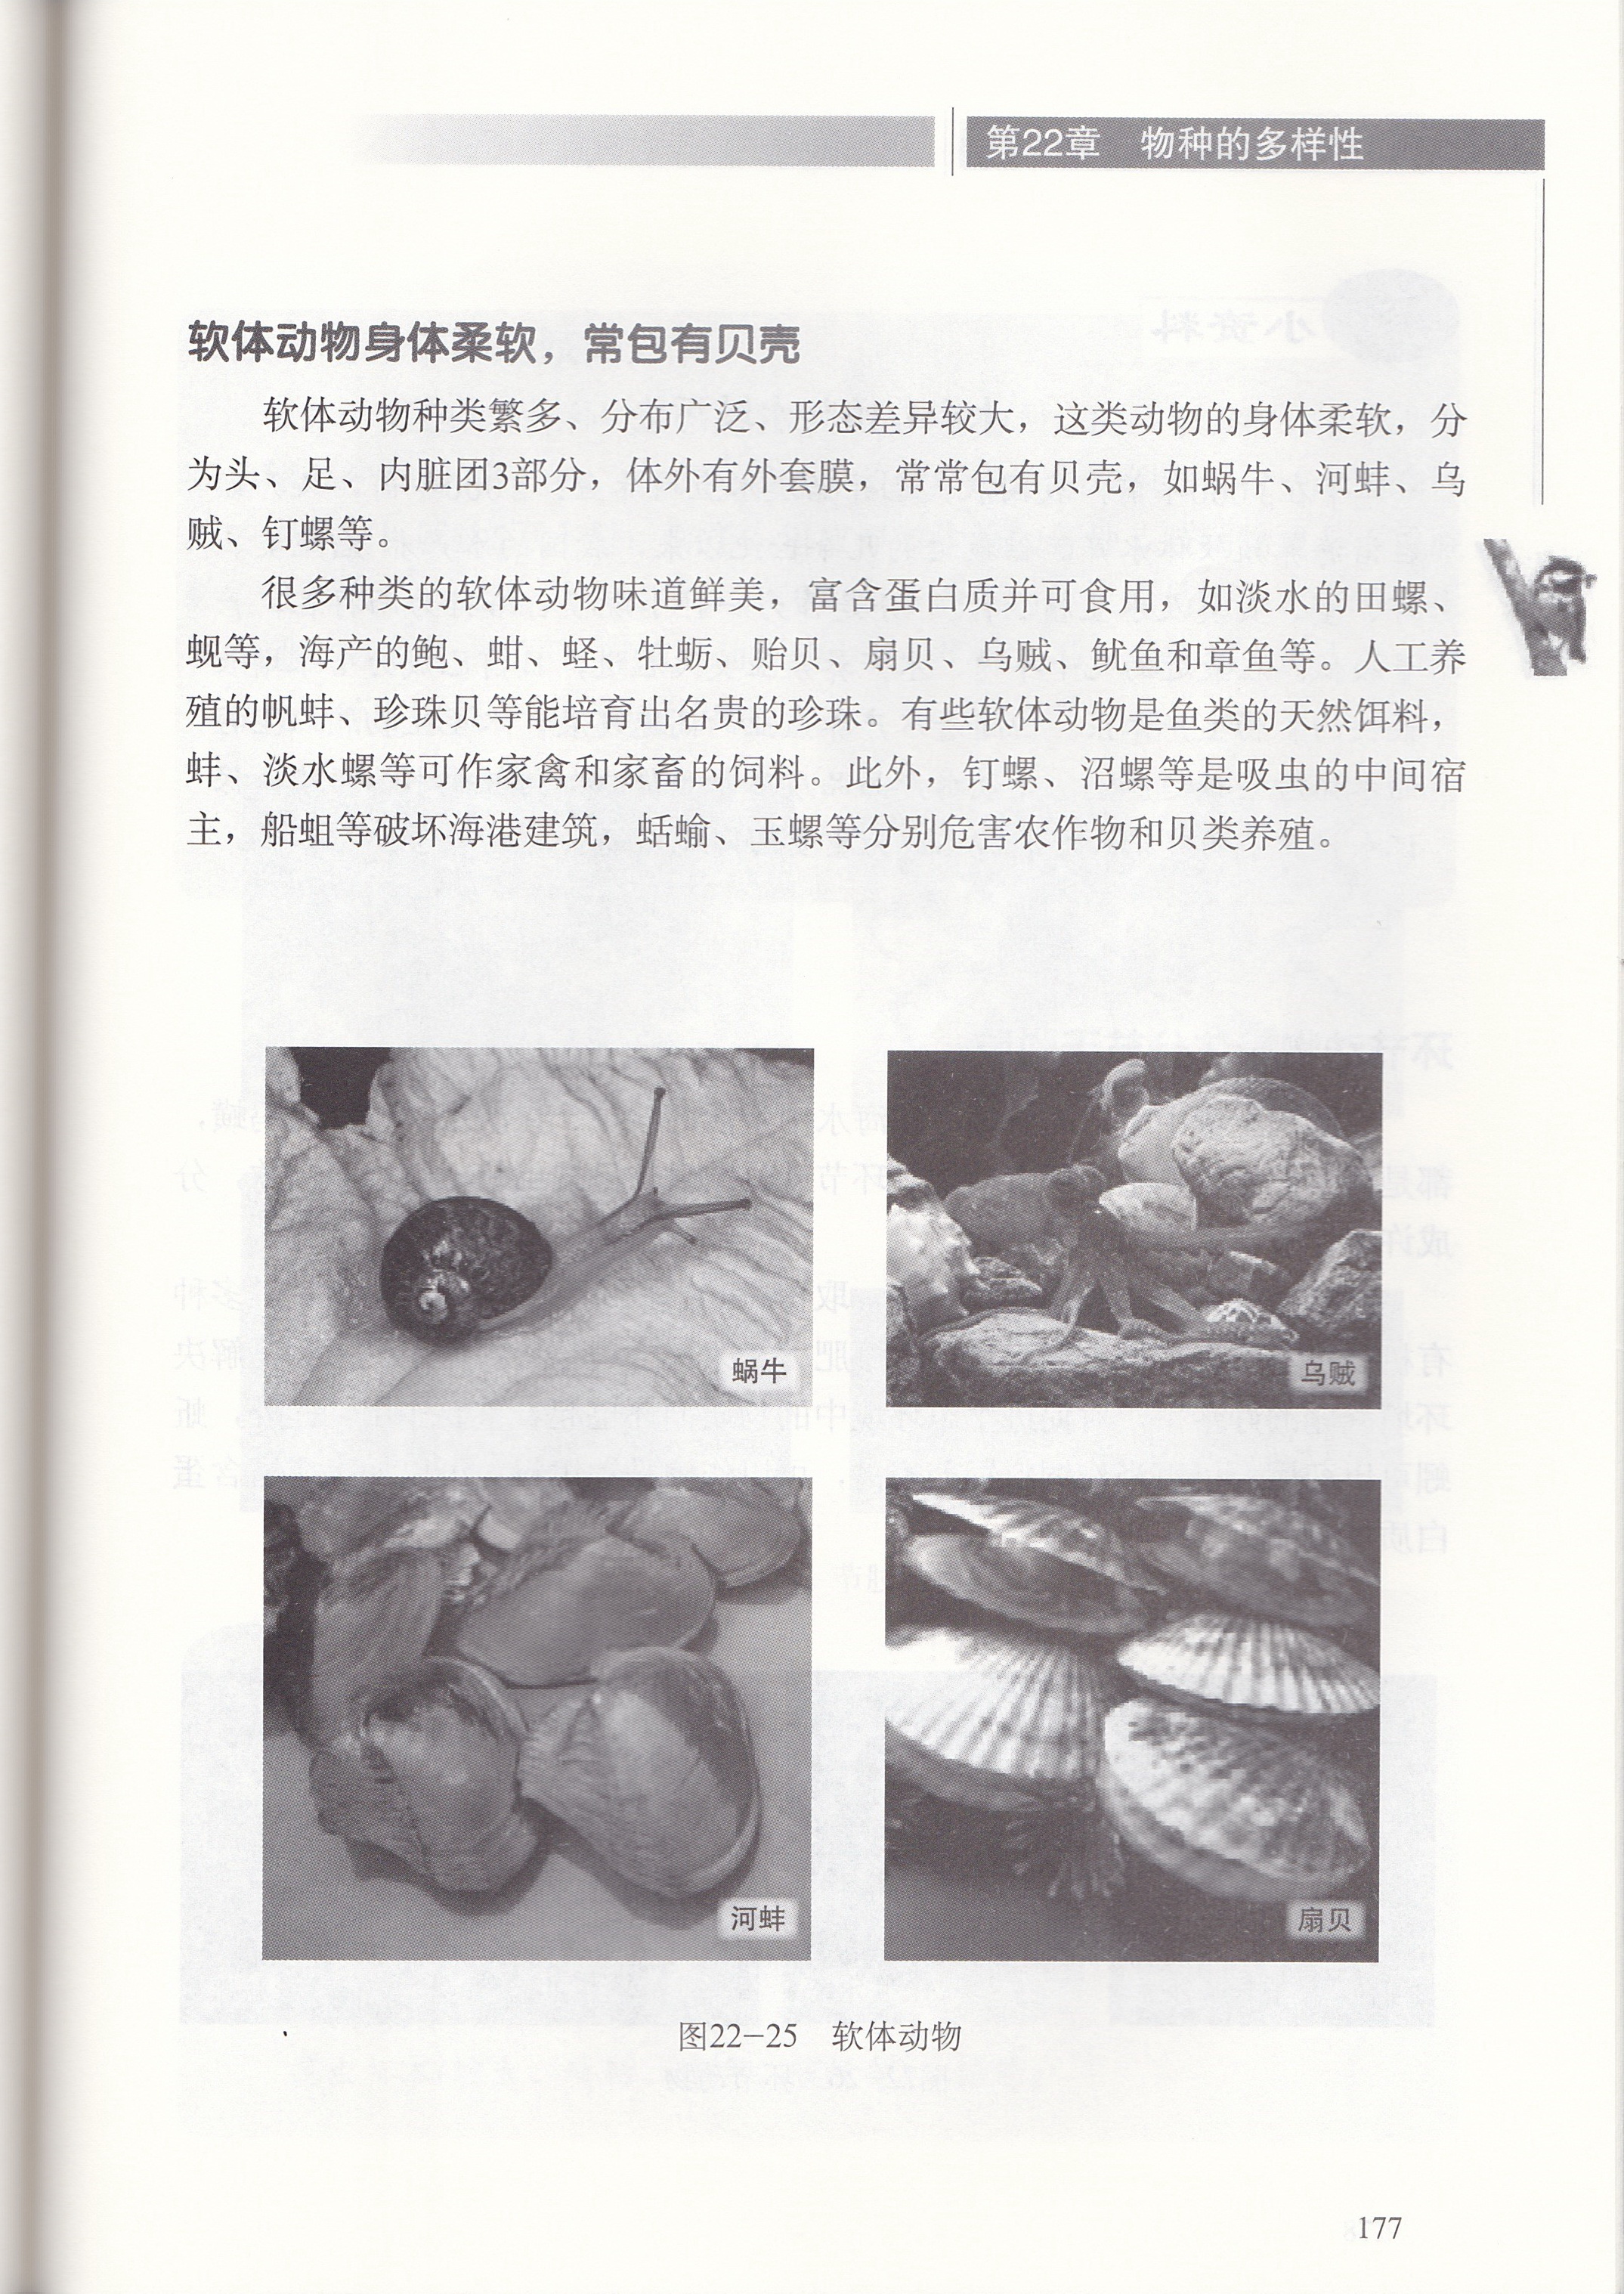 第22章 物种的多样性
软体动物身体柔软，常包有贝壳
软体动物种类繁多、分布广泛、形态差异较大，这类动物的身体柔软，分
为头、足、内脏团3部分，体外有外套膜，常常包有贝壳，如蜗牛、河蚌、乌
贼、钉螺等。
很多种类的软体动物味道鲜美，富含蛋白质并可食用，如淡水的田螺、
蚬等，海产的鲍、蚶、蛏、牡蛎、贻贝、扇贝、乌贼、鱿鱼和章鱼等。人工养
殖的帆蚌、珍珠贝等能培育出名贵的珍珠。有些软体动物是鱼类的天然饵料，
蚌、淡水螺等可作家禽和家畜的饲料。此外，钉螺、沼螺等是吸虫的中间宿
主，船蛆等破坏海港建筑，蛞蝓、玉螺等分别危害农作物和贝类养殖。
蜗牛
乌贼
河蚌
扇贝
图22-25 软体动物
177